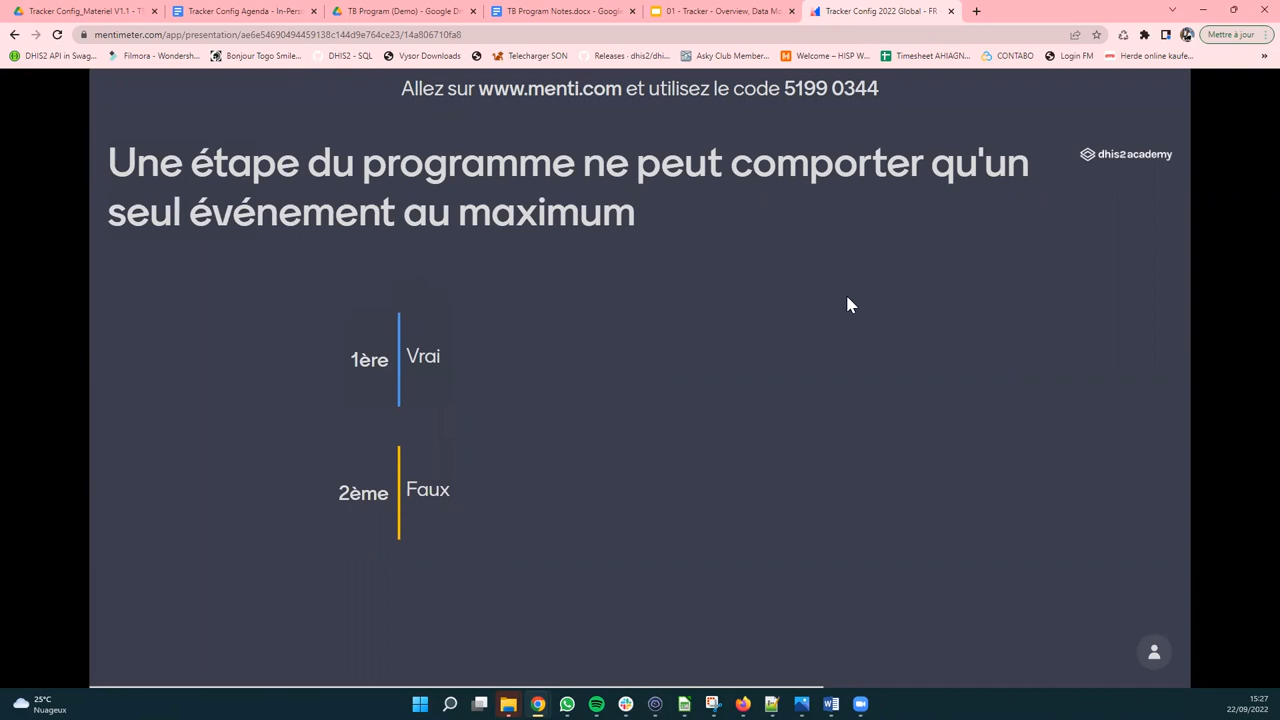 Tracker Config_Materiel V1.1 - T
Tracker Config Agenda - In-Pers
TB Program (Demo) - Google D
TB Program Notes.docx - Google
01 - Tracker - Overview, Data M
Tracker Config 2022 Global - FR
mentimeter.com/app/presentation/ae6e54690494459138c144d9e764ce23/14a806710fa8
Mettre à jour
DHIS2 API in Swag...
Filmora - Wondersh...
Bonjour Togo Smile...
DHIS2 - SQL
Vysor Downloads
Telecharger SON
Releases · dhis2/dhi...
Asky Club Member...
Welcome – HISP W...
Timesheet AHIAGN...
CONTABO
Login FM
Herde online kaufe...
Allez sur www.menti.com et utilisez le code 5199 0344
Une étape du programme ne peut comporter qu'un
seul événement au maximum
dhis2 academy
1ère
Vrai
2ème
Faux
25°C
Nuageux
15:27
22/09/2022